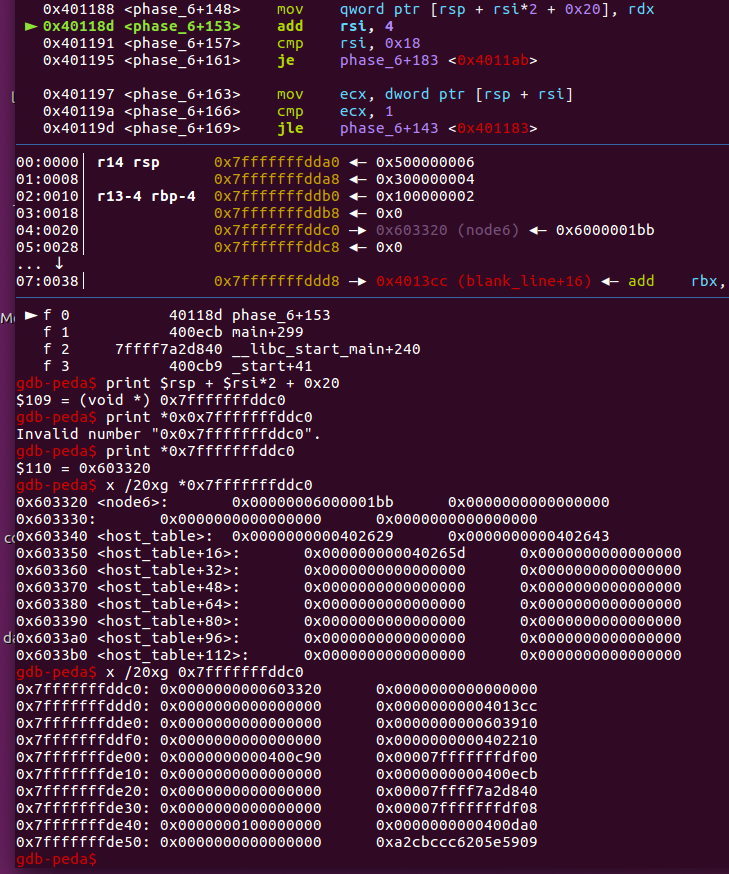 0x401188 <phase_6+148> mov qword ptr [rsp + rsi*2 + 0x20], rdx
► 0x40118d <phase_6+153> add rsi, 4
0x401191 <phase_6+157> cmp rsi, 0x18
0x401195 <phase_6+161> je phase_6+183 <0x4011ab>
0x401197 <phase_6+163> mov ecx, dword ptr [rsp + rsi]
0x40119a <phase_6+166> cmp ecx, 1
0x40119d <phase_6+169> jle phase_6+143 <0x401183>
00:0000│ r14 rsp 0x7fffffffdda0 ◄— 0x500000006
01:0008│ 0x7fffffffdda8 ◄— 0x300000004
02:0010│ r13-4 rbp-4 0x7fffffffddb0 ◄— 0x100000002
03:0018│ 0x7fffffffddb8 ◄— 0x0
04:0020│ 0x7fffffffddc0 —► 0x603320 (node6) ◄— 0x6000001bb
05:0028│ 0x7fffffffddc8 ◄— 0x0
... ↓
07:0038│ 0x7fffffffddd8 —► 0x4013cc (blank_line+16) ◄— add rbx,
► f 0 40118d phase_6+153
f 1 400ecb main+299
f 2 7ffff7a2d840 __libc_start_main+240
f 3 400cb9 _start+41
gdb-peda$ print $rsp + $rsi*2 + 0x20
$109 = (void *) 0x7fffffffddc0
gdb-peda$ print *0x0x7fffffffddc0
Invalid number "0x0x7fffffffddc0".
gdb-peda$ print *0x7fffffffddc0
$110 = 0x603320
gdb-peda$ x /20xg *0x7fffffffddc0
0x603320 <node6>: 0x00000006000001bb 0x0000000000000000
0x603330: 0x0000000000000000 0x0000000000000000
0x603340 <host_table>: 0x0000000000402629 0x0000000000402643
0x603350 <host_table+16>: 0x000000000040265d 0x0000000000000000
0x603360 <host_table+32>: 0x0000000000000000 0x0000000000000000
0x603370 <host_table+48>: 0x0000000000000000 0x0000000000000000
0x603380 <host_table+64>: 0x0000000000000000 0x0000000000000000
0x603390 <host_table+80>: 0x0000000000000000 0x0000000000000000
0x6033a0 <host_table+96>: 0x0000000000000000 0x0000000000000000
0x6033b0 <host_table+112>: 0x0000000000000000 0x0000000000000000
gdb-peda$ x /20xg 0x7fffffffddc0
0x7fffffffddc0: 0x0000000000603320 0x0000000000000000
0x7fffffffddd0: 0x0000000000000000 0x00000000004013cc
0x7fffffffdde0: 0x0000000000000000 0x0000000000603910
0x7fffffffddf0: 0x0000000000000000 0x0000000000402210
0x7fffffffde00: 0x0000000000400c90 0x00007fffffffdf00
0x7fffffffde10: 0x0000000000000000 0x0000000000400ecb
0x7fffffffde20: 0x0000000000000000 0x00007ffff7a2d840
0x7fffffffde30: 0x0000000000000000 0x00007fffffffdf08
0x7fffffffde40: 0x0000000100000000 0x0000000000400da0
0x7fffffffde50: 0x0000000000000000 0xa2cbccc6205e5909
gdb-peda$